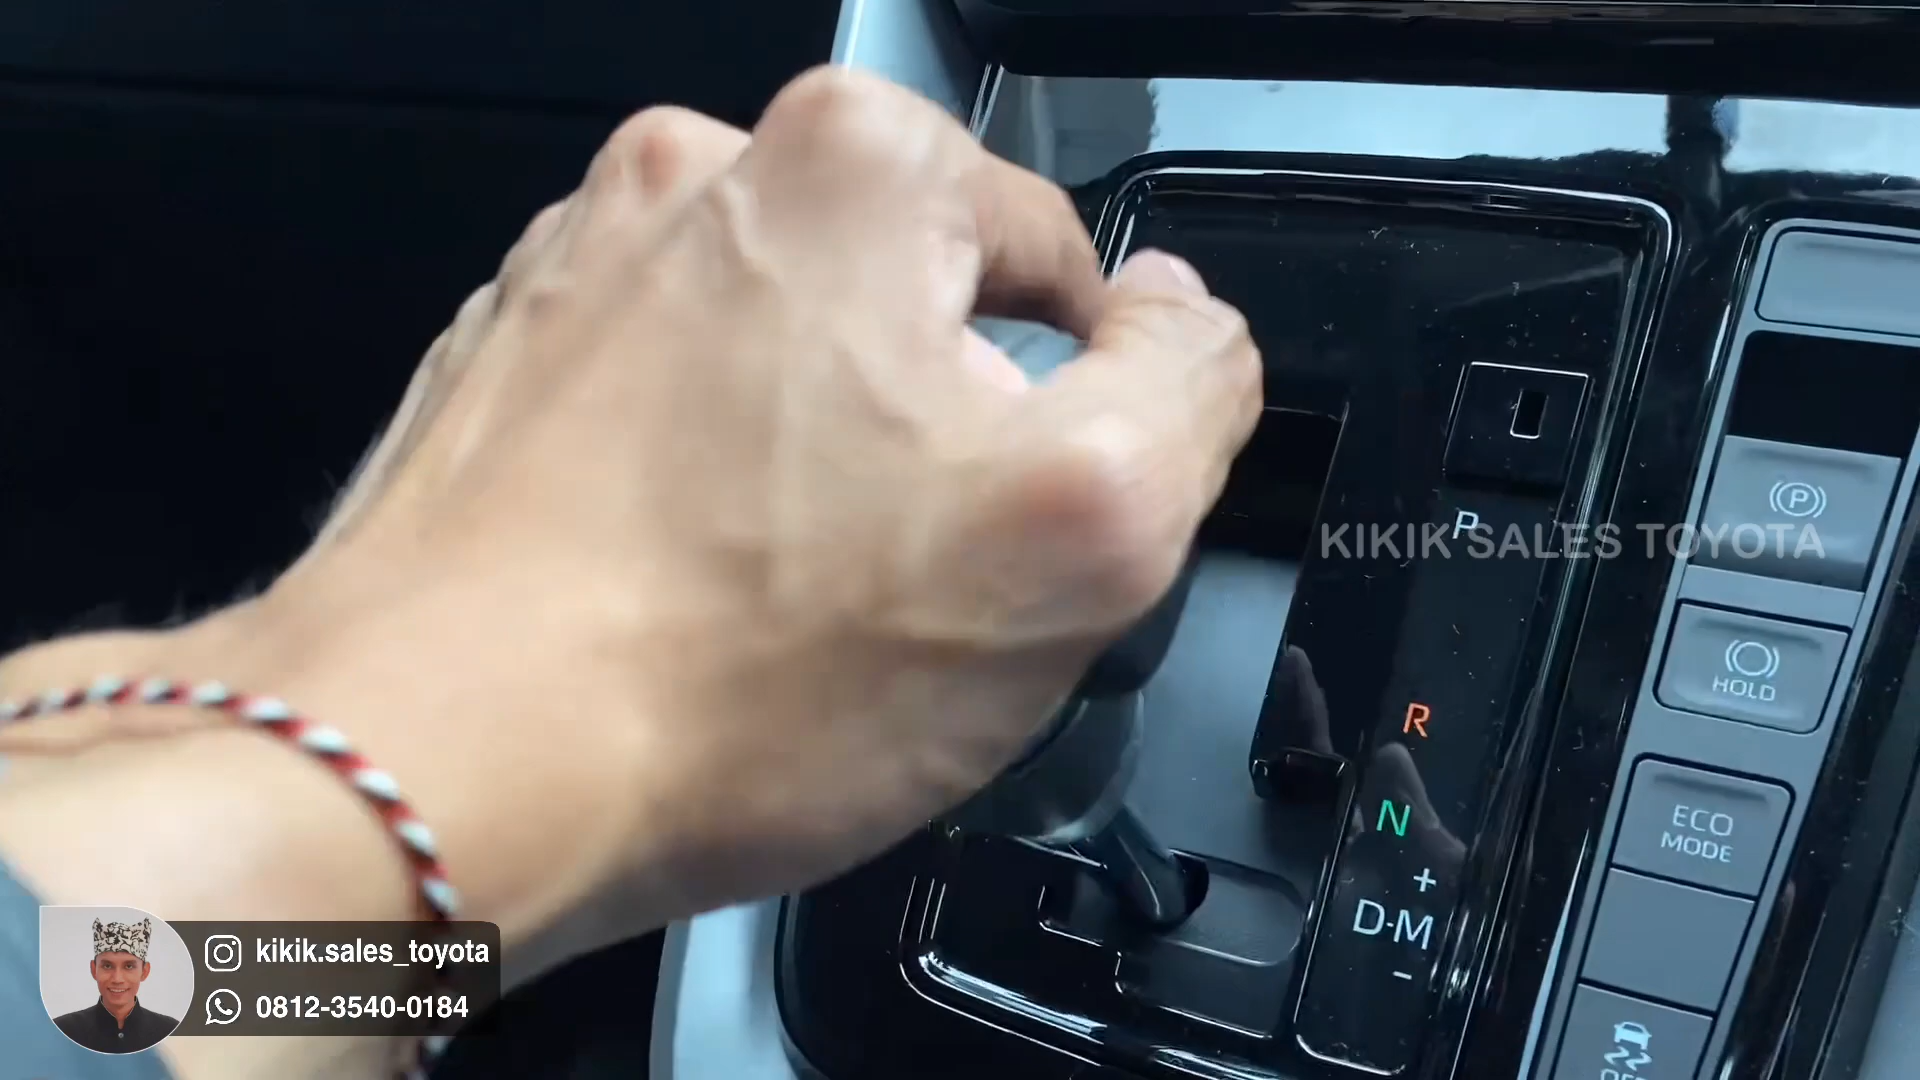 P
KIKIK SALES TOYOTA
P
HOLD
R
N
ECO
MODE
+
D-M
-
kikik.sales_toyota
0812-3540-0184